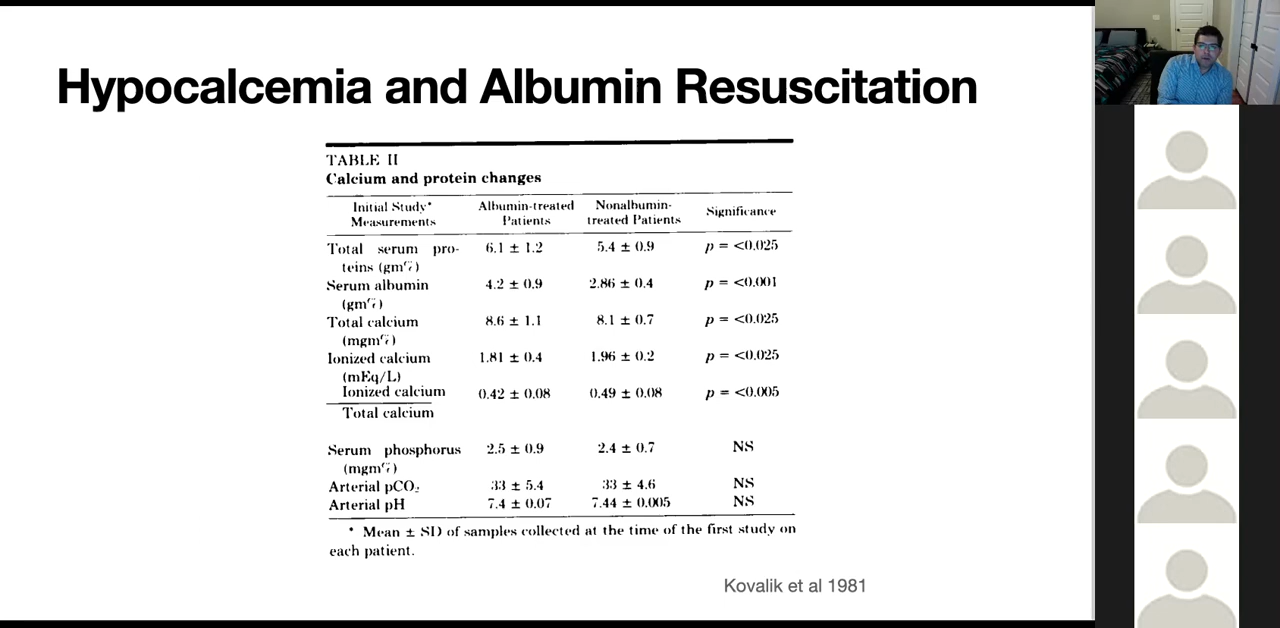 Hypocalcemia and Albumin Resuscitation
TABLE II
Calcium and protein changes
Initial Study* Measurements Albumin-treated Patients Nonalbumin-treated Patients Significance
Total serum pro- 6.1 ± 1.2 5.4 ± 0.9 p = <0.025
teins (gm%)
Serum albumin 4.2 ± 0.9 2.86 ± 0.4 p = <0.001
(gm%)
Total calcium 8.6 ± 1.1 8.1 ± 0.7 p = <0.025
(mgm%)
Ionized calcium 1.81 ± 0.4 1.96 ± 0.2 p = <0.025
(mEq/L)
Ionized calcium 0.42 ± 0.08 0.49 ± 0.08 p = <0.005
Total calcium
Serum phosphorus 2.5 ± 0.9 2.4 ± 0.7 NS
(mgm%)
Arterial pCO₂ 33 ± 5.4 33 ± 4.6 NS
Arterial pH 7.4 ± 0.07 7.44 ± 0.005 NS
* Mean ± SD of samples collected at the time of the first study on
each patient.
Kovalik et al 1981